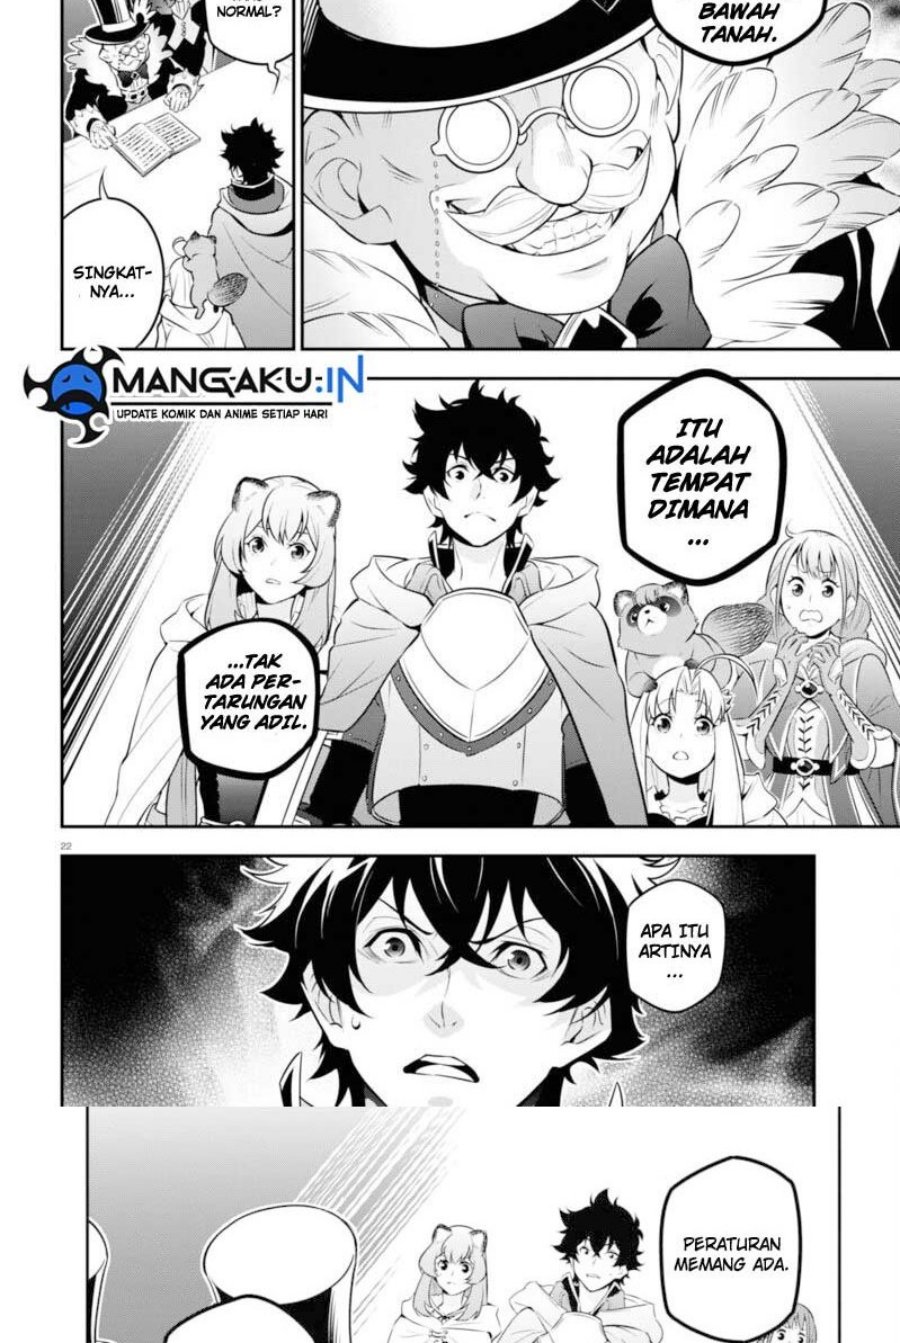 NORMAL?
BAWAH
TANAH.
SINGKAT-
NYA...
MANGAKU.IN
UPDATE KOMIK DAN ANIME SETIAP HARI
ITU
ADALAH
TEMPAT
DIMANA
...
...TAK
ADA PER-
TARUNGAN
YANG ADIL.
22
APA ITU
ARTINYA
...
PERATURAN
MEMANG ADA.